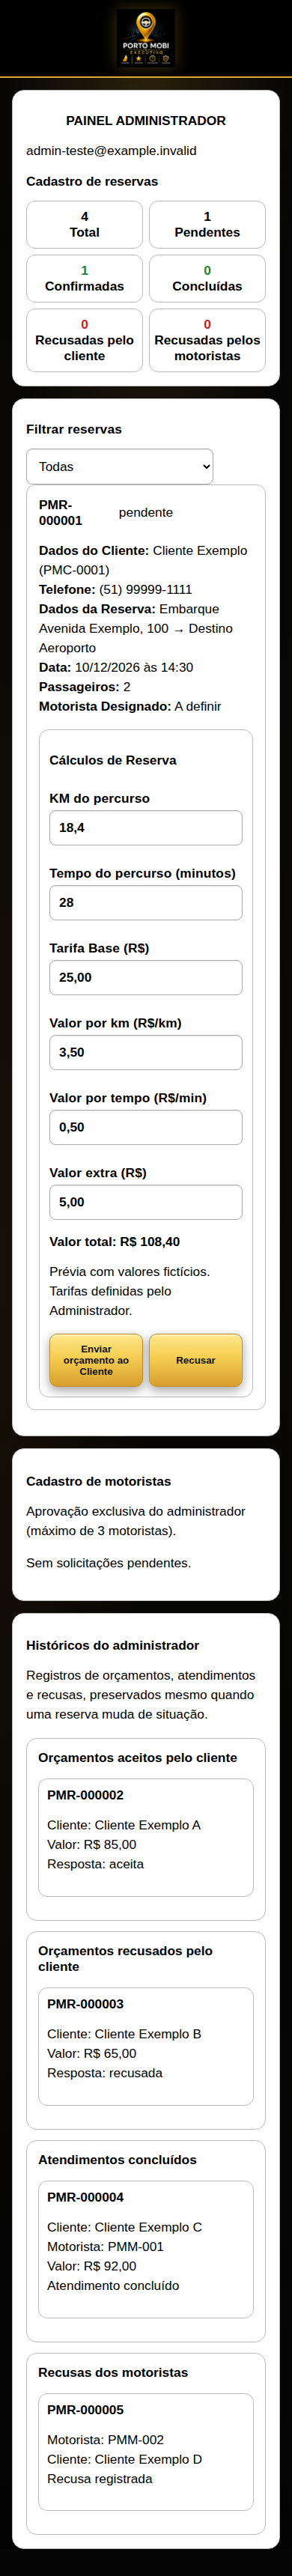 PORTO MOBI
EXECUTIVO
PAINEL ADMINISTRADOR
admin-teste@example.invalid
Cadastro de reservas
4
Total
1
Pendentes
1
Confirmadas
0
Concluídas
0
Recusadas pelo
cliente
0
Recusadas pelos
motoristas
Filtrar reservas
Todas
PMR-
000001
pendente
Dados do Cliente: Cliente Exemplo
(PMC-0001)
Telefone: (51) 99999-1111
Dados da Reserva: Embarque
Avenida Exemplo, 100 → Destino
Aeroporto
Data: 10/12/2026 às 14:30
Passageiros: 2
Motorista Designado: A definir
Cálculos de Reserva
KM do percurso
18,4
Tempo do percurso (minutos)
28
Tarifa Base (R$)
25,00
Valor por km (R$/km)
3,50
Valor por tempo (R$/min)
0,50
Valor extra (R$)
5,00
Valor total: R$ 108,40
Prévia com valores fictícios.
Tarifas definidas pelo
Administrador.
Enviar
orçamento ao
Cliente
Recusar
Cadastro de motoristas
Aprovação exclusiva do administrador
(máximo de 3 motoristas).
Sem solicitações pendentes.
Históricos do administrador
Registros de orçamentos, atendimentos
e recusas, preservados mesmo quando
uma reserva muda de situação.
Orçamentos aceitos pelo cliente
PMR-000002
Cliente: Cliente Exemplo A
Valor: R$ 85,00
Resposta: aceita
Orçamentos recusados pelo
cliente
PMR-000003
Cliente: Cliente Exemplo B
Valor: R$ 65,00
Resposta: recusada
Atendimentos concluídos
PMR-000004
Cliente: Cliente Exemplo C
Motorista: PMM-001
Valor: R$ 92,00
Atendimento concluído
Recusas dos motoristas
PMR-000005
Motorista: PMM-002
Cliente: Cliente Exemplo D
Recusa registrada